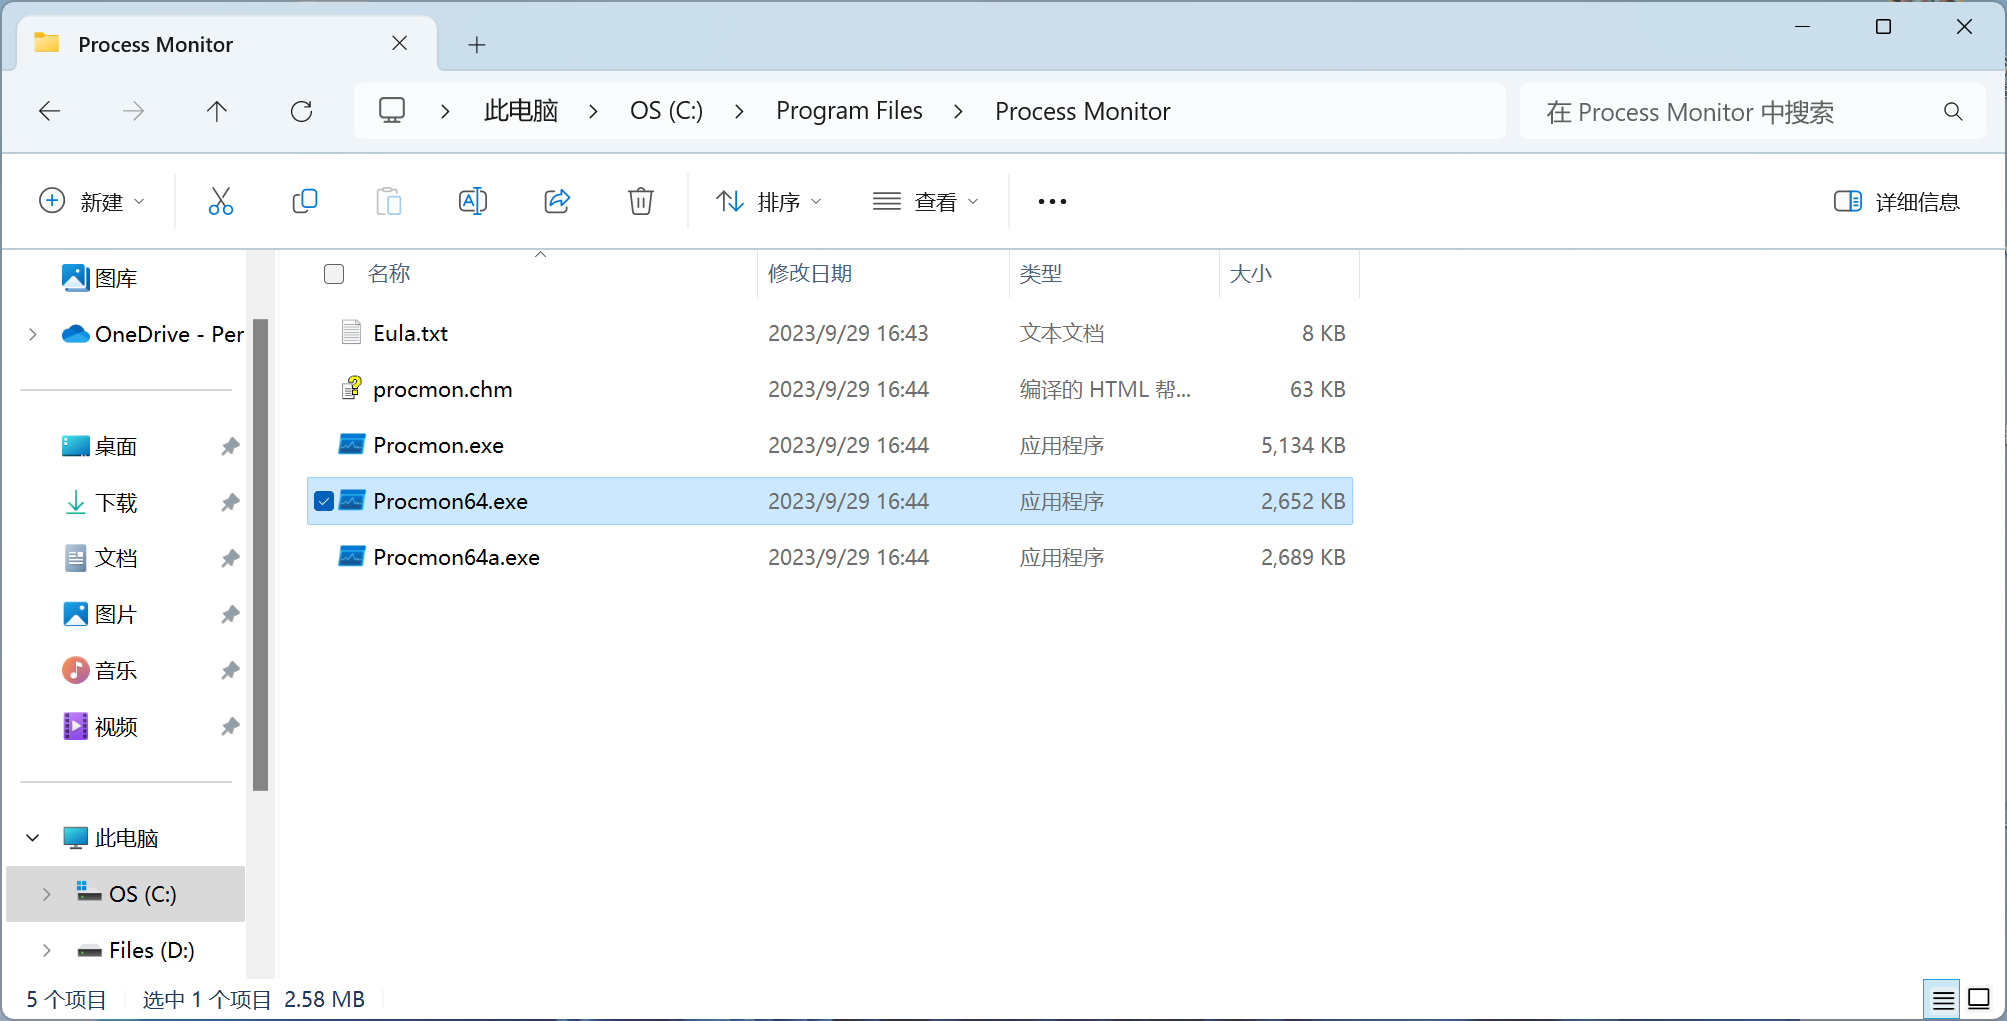 Process Monitor
此电脑 OS (C:) Program Files Process Monitor
在 Process Monitor 中搜索
新建 排序 查看 详细信息
图库
OneDrive - Per
桌面
下载
文档
图片
音乐
视频
此电脑
OS (C:)
Files (D:)
名称 修改日期 类型 大小
Eula.txt 2023/9/29 16:43 文本文档 8 KB
procmon.chm 2023/9/29 16:44 编译的 HTML 帮... 63 KB
Procmon.exe 2023/9/29 16:44 应用程序 5,134 KB
Procmon64.exe 2023/9/29 16:44 应用程序 2,652 KB
Procmon64a.exe 2023/9/29 16:44 应用程序 2,689 KB
5 个项目 选中 1 个项目 2.58 MB